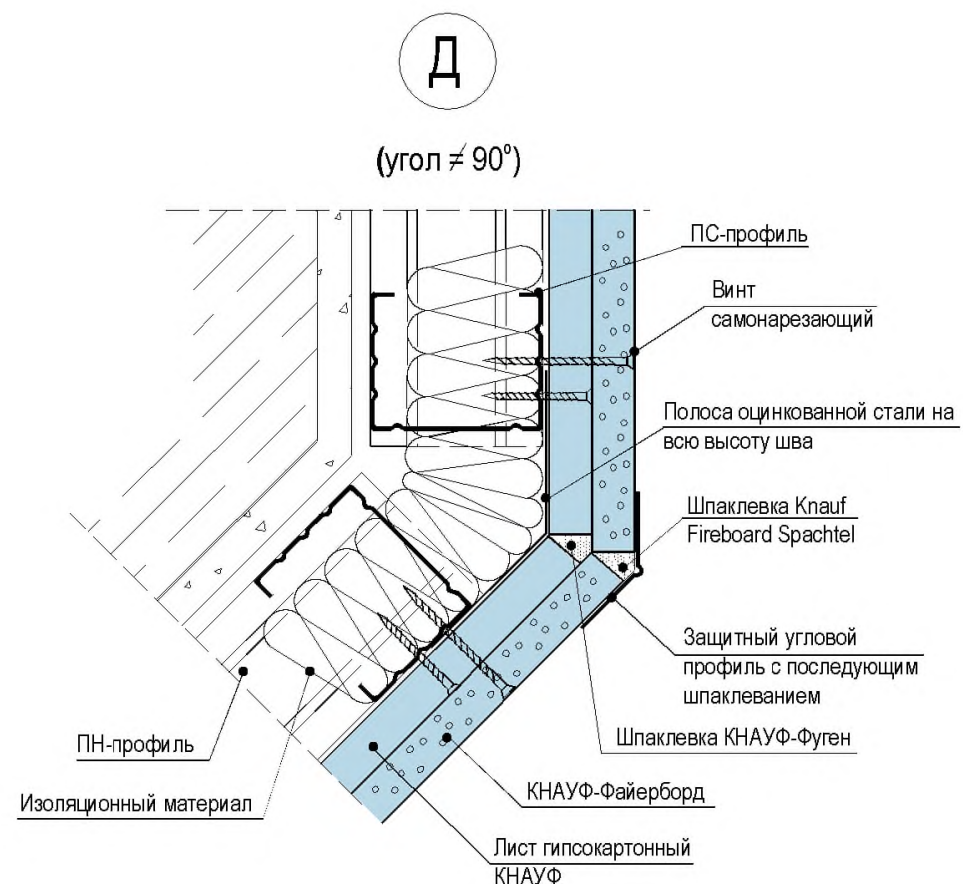 Д
(угол ≠ 90°)
ПС-профиль
Винт
самонарезающий
Полоса оцинкованной стали на
всю высоту шва
Шпаклевка Knauf
Fireboard Spachtel
Защитный угловой
профиль с последующим
шпаклеванием
Шпаклевка КНАУФ-Фуген
ПН-профиль
КНАУФ-Файерборд
Изоляционный материал
Лист гипсокартонный
КНАУФ